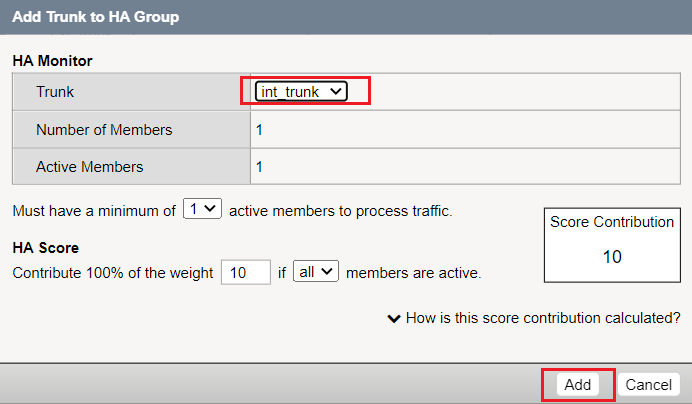 Add Trunk to HA Group
HA Monitor
Trunk int_trunk
Number of Members 1
Active Members 1
Must have a minimum of 1 active members to process traffic.
Score Contribution
10
HA Score
Contribute 100% of the weight 10 if all members are active.
How is this score contribution calculated?
Add Cancel